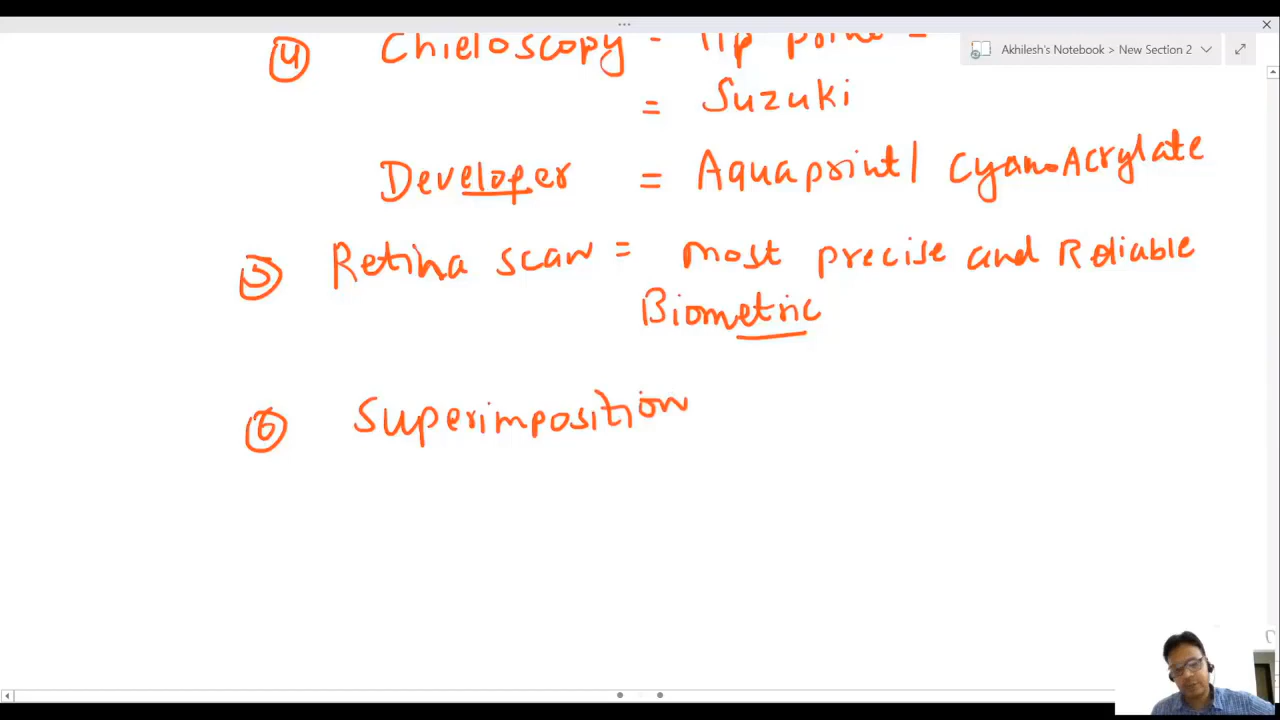 Akhilesh's Notebook > New Section 2
④ Chieloscopy =
= Suzuki
Developer = Aquaprint/ CyanoAcrylate
⑤ Retina scan = most precise and Reliable
Biometric
⑥ Superimposition